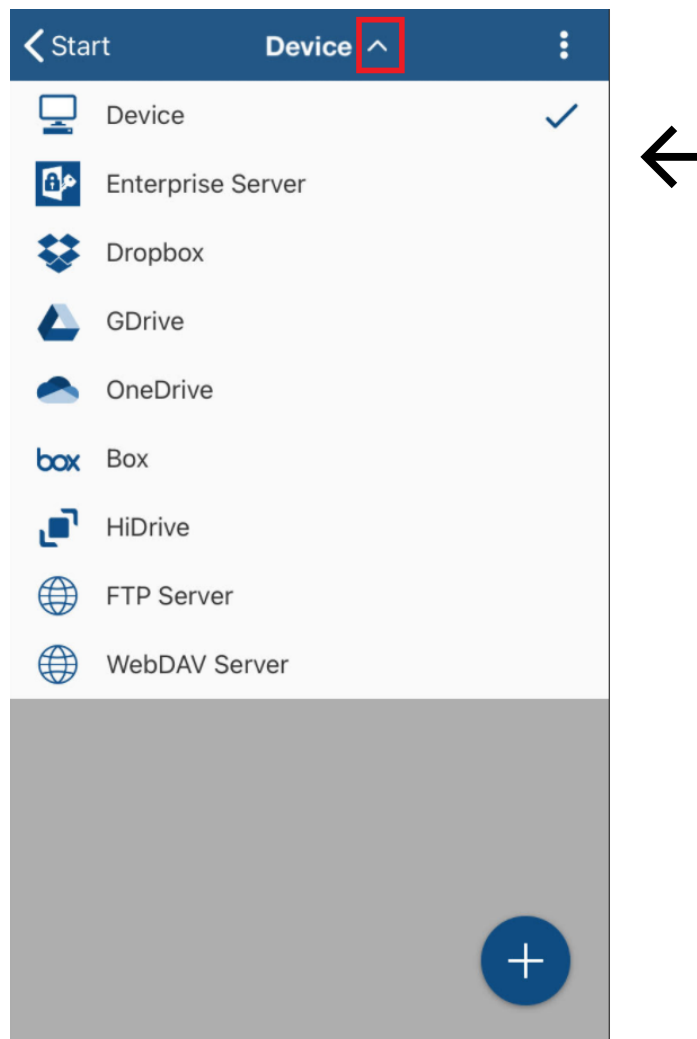 Start
Device
Device
Enterprise Server
Dropbox
GDrive
OneDrive
box Box
HiDrive
FTP Server
WebDAV Server